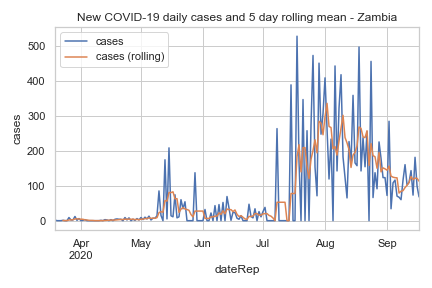 New COVID-19 daily cases and 5 day rolling mean - Zambia
cases
cases (rolling)
500
400
300
200
100
0
cases
Apr
2020
May
Jun
Jul
Aug
Sep
dateRep